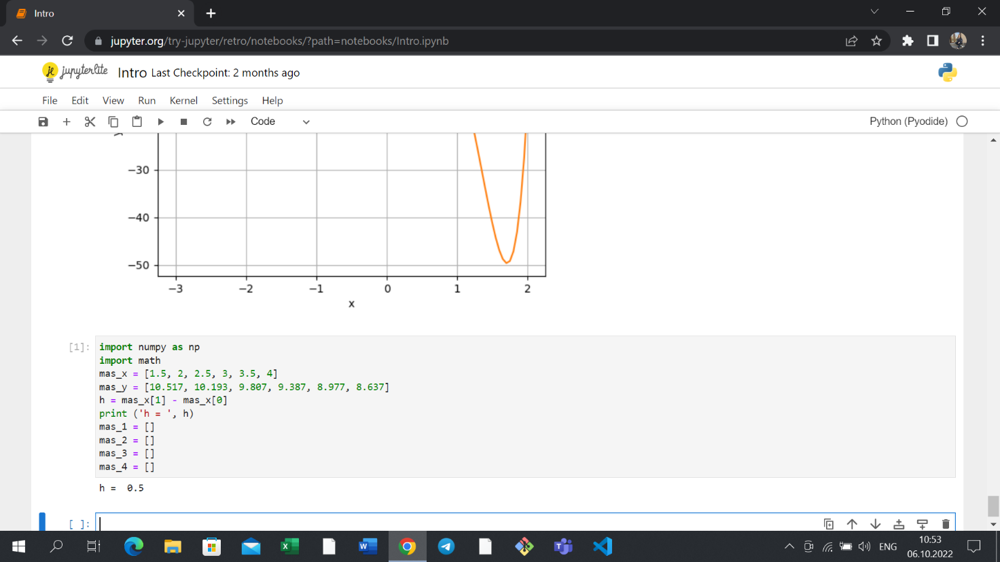 Intro
jupyter.org/try-jupyter/retro/notebooks/?path=notebooks/Intro.ipynb
jupyterlite Intro Last Checkpoint: 2 months ago
File Edit View Run Kernel Settings Help
Code Python (Pyodide)
−30
−40
−50
−3 −2 −1 0 1 2
x
[1]: import numpy as np
import math
mas_x = [1.5, 2, 2.5, 3, 3.5, 4]
mas_y = [10.517, 10.193, 9.807, 9.387, 8.977, 8.637]
h = mas_x[1] - mas_x[0]
print ('h = ', h)
mas_1 = []
mas_2 = []
mas_3 = []
mas_4 = []
h =  0.5
[ ]:
ENG 10:53
06.10.2022